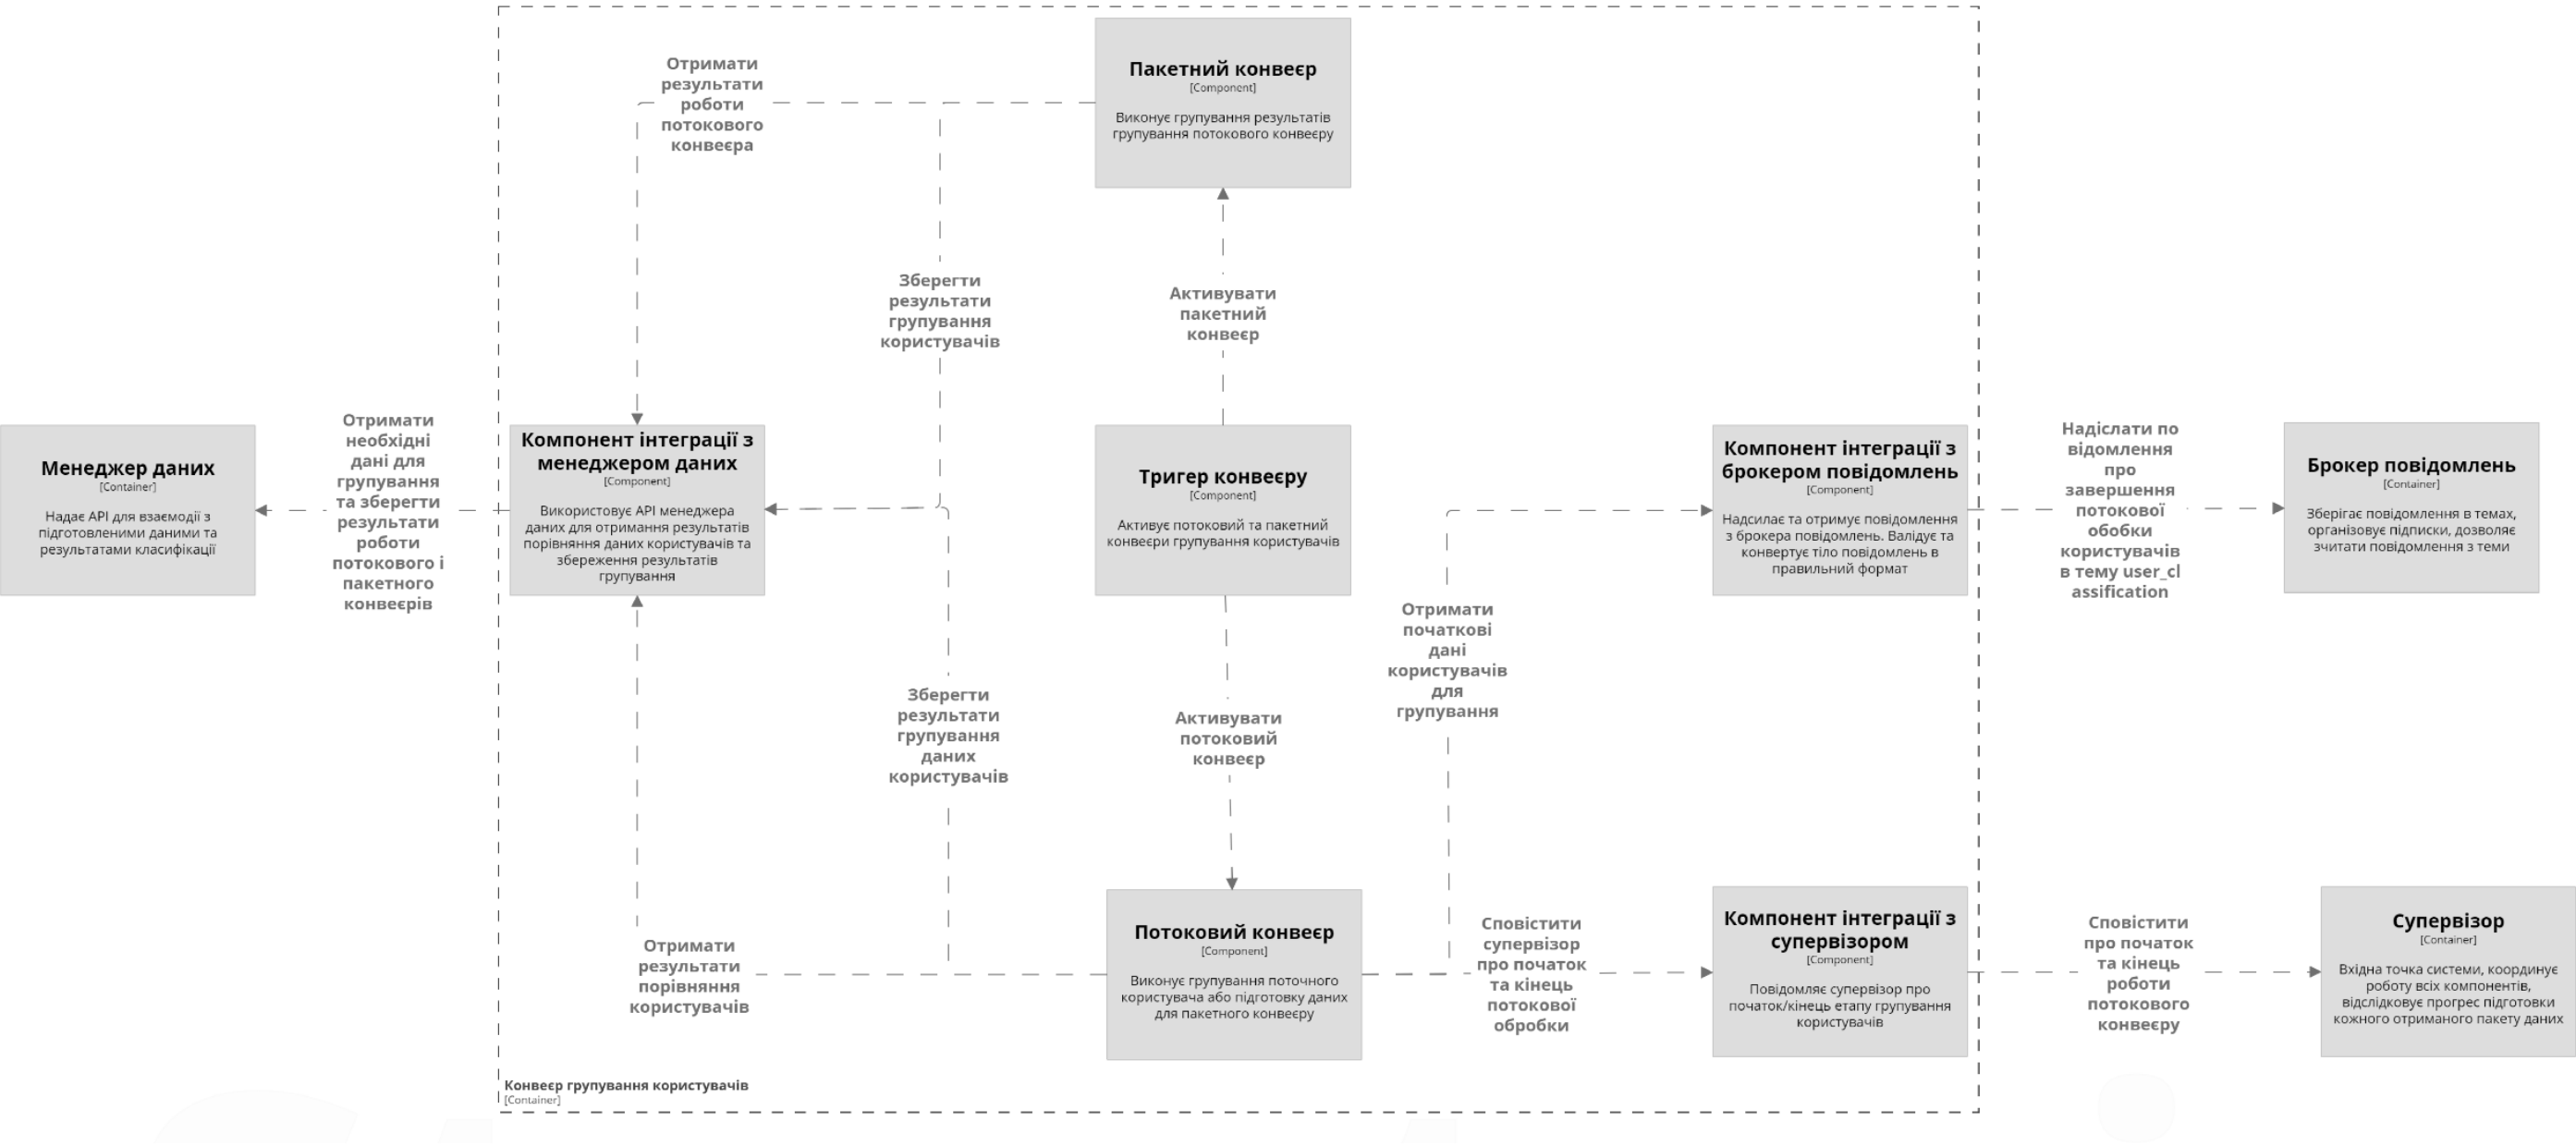 Пакетний конвеєр
[Component]
Виконує групування результатів
групування потокового конвеєру
Отримати
результати
роботи
потокового
конвеєра
Зберегти
результати
групування
користувачів
Активувати
пакетний
конвеєр
Менеджер даних
[Container]
Надає API для взаємодії з
підготовленими даними та
результатами класифікації
Отримати
необхідні
дані для
групування
та зберегти
результати
роботи
потокового і
пакетного
конвеєрів
Компонент інтеграції з
менеджером даних
[Component]
Використовує API менеджера
даних для отримання результатів
порівняння даних користувачів та
збереження результатів
групування
Тригер конвеєру
[Component]
Активує потоковий та пакетний
конвеєри групування користувачів
Компонент інтеграції з
брокером повідомлень
[Component]
Надсилає та отримує повідомлення
з брокера повідомлень. Валідує та
конвертує тіло повідомлень в
правильний формат
Надіслати по
відомлення
про
завершення
потокової
обобки
користувачів
в тему user_cl
assification
Брокер повідомлень
[Container]
Зберігає повідомлення в темах,
організовує підписки, дозволяє
зчитати повідомлення з теми
Зберегти
результати
групування
даних
користувачів
Активувати
потоковий
конвеєр
Отримати
початкові
дані
користувачів
для
групування
Отримати
результати
порівняння
користувачів
Потоковий конвеєр
[Component]
Виконує групування поточного
користувача або підготовку даних
для пакетного конвеєру
Сповістити
супервізор
про початок
та кінець
потокової
обробки
Компонент інтеграції з
супервізором
[Component]
Повідомляє супервізор про
початок/кінець етапу групування
користувачів
Сповістити
про початок
та кінець
роботи
потокового
конвеєру
Супервізор
[Container]
Вхідна точка системи, координує
роботу всіх компонентів,
відслідковує прогрес підготовки
кожного отриманого пакету даних
Конвеєр групування користувачів
[Container]